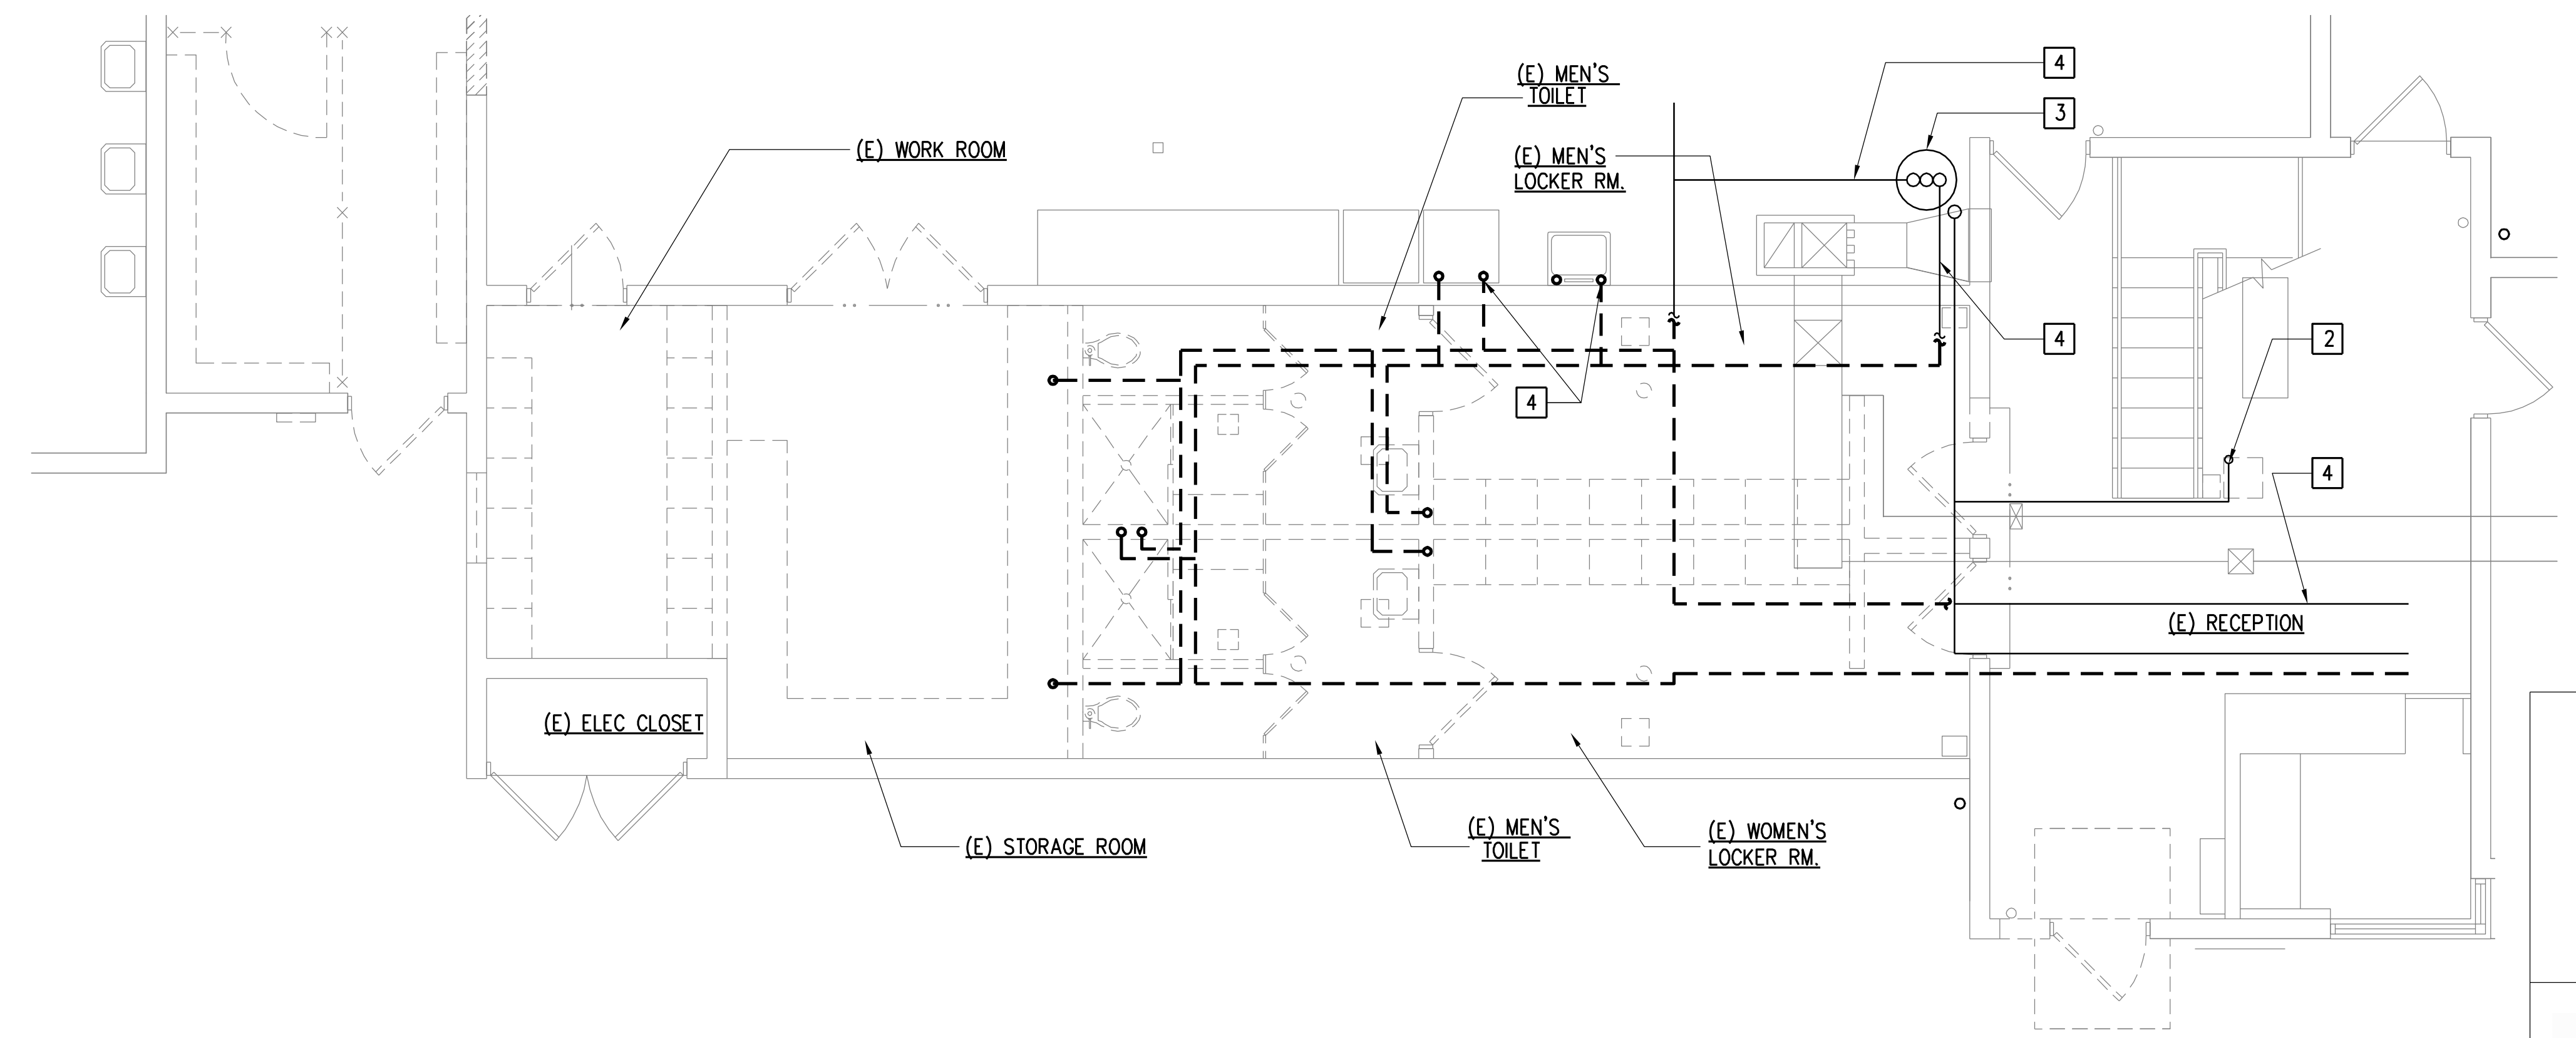 (E) MEN'S
TOILET
4
3
(E) WORK ROOM
(E) MEN'S
LOCKER RM.
4
2
4
4
(E) RECEPTION
(E) ELEC CLOSET
(E) STORAGE ROOM
(E) MEN'S
TOILET
(E) WOMEN'S
LOCKER RM.